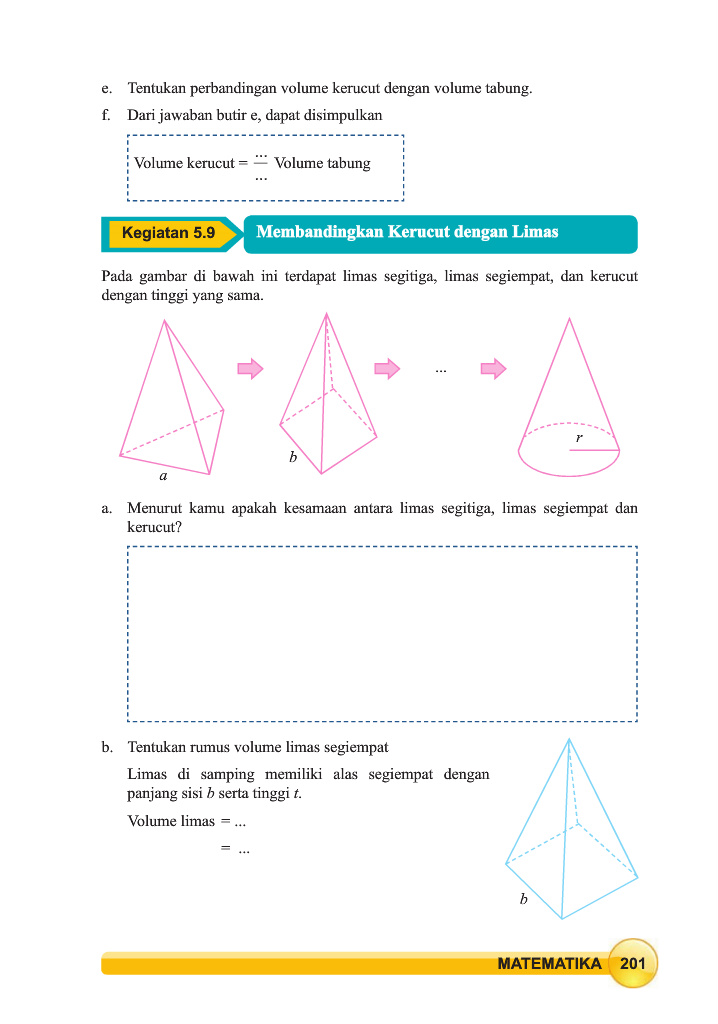 e. Tentukan perbandingan volume kerucut dengan volume tabung.
f. Dari jawaban butir e, dapat disimpulkan
Volume kerucut = .../... Volume tabung
Kegiatan 5.9 Membandingkan Kerucut dengan Limas
Pada gambar di bawah ini terdapat limas segitiga, limas segiempat, dan kerucut
dengan tinggi yang sama.
...
r
b
a
a. Menurut kamu apakah kesamaan antara limas segitiga, limas segiempat dan
kerucut?
b. Tentukan rumus volume limas segiempat
Limas di samping memiliki alas segiempat dengan
panjang sisi b serta tinggi t.
Volume limas = ...
= ...
b
MATEMATIKA 201